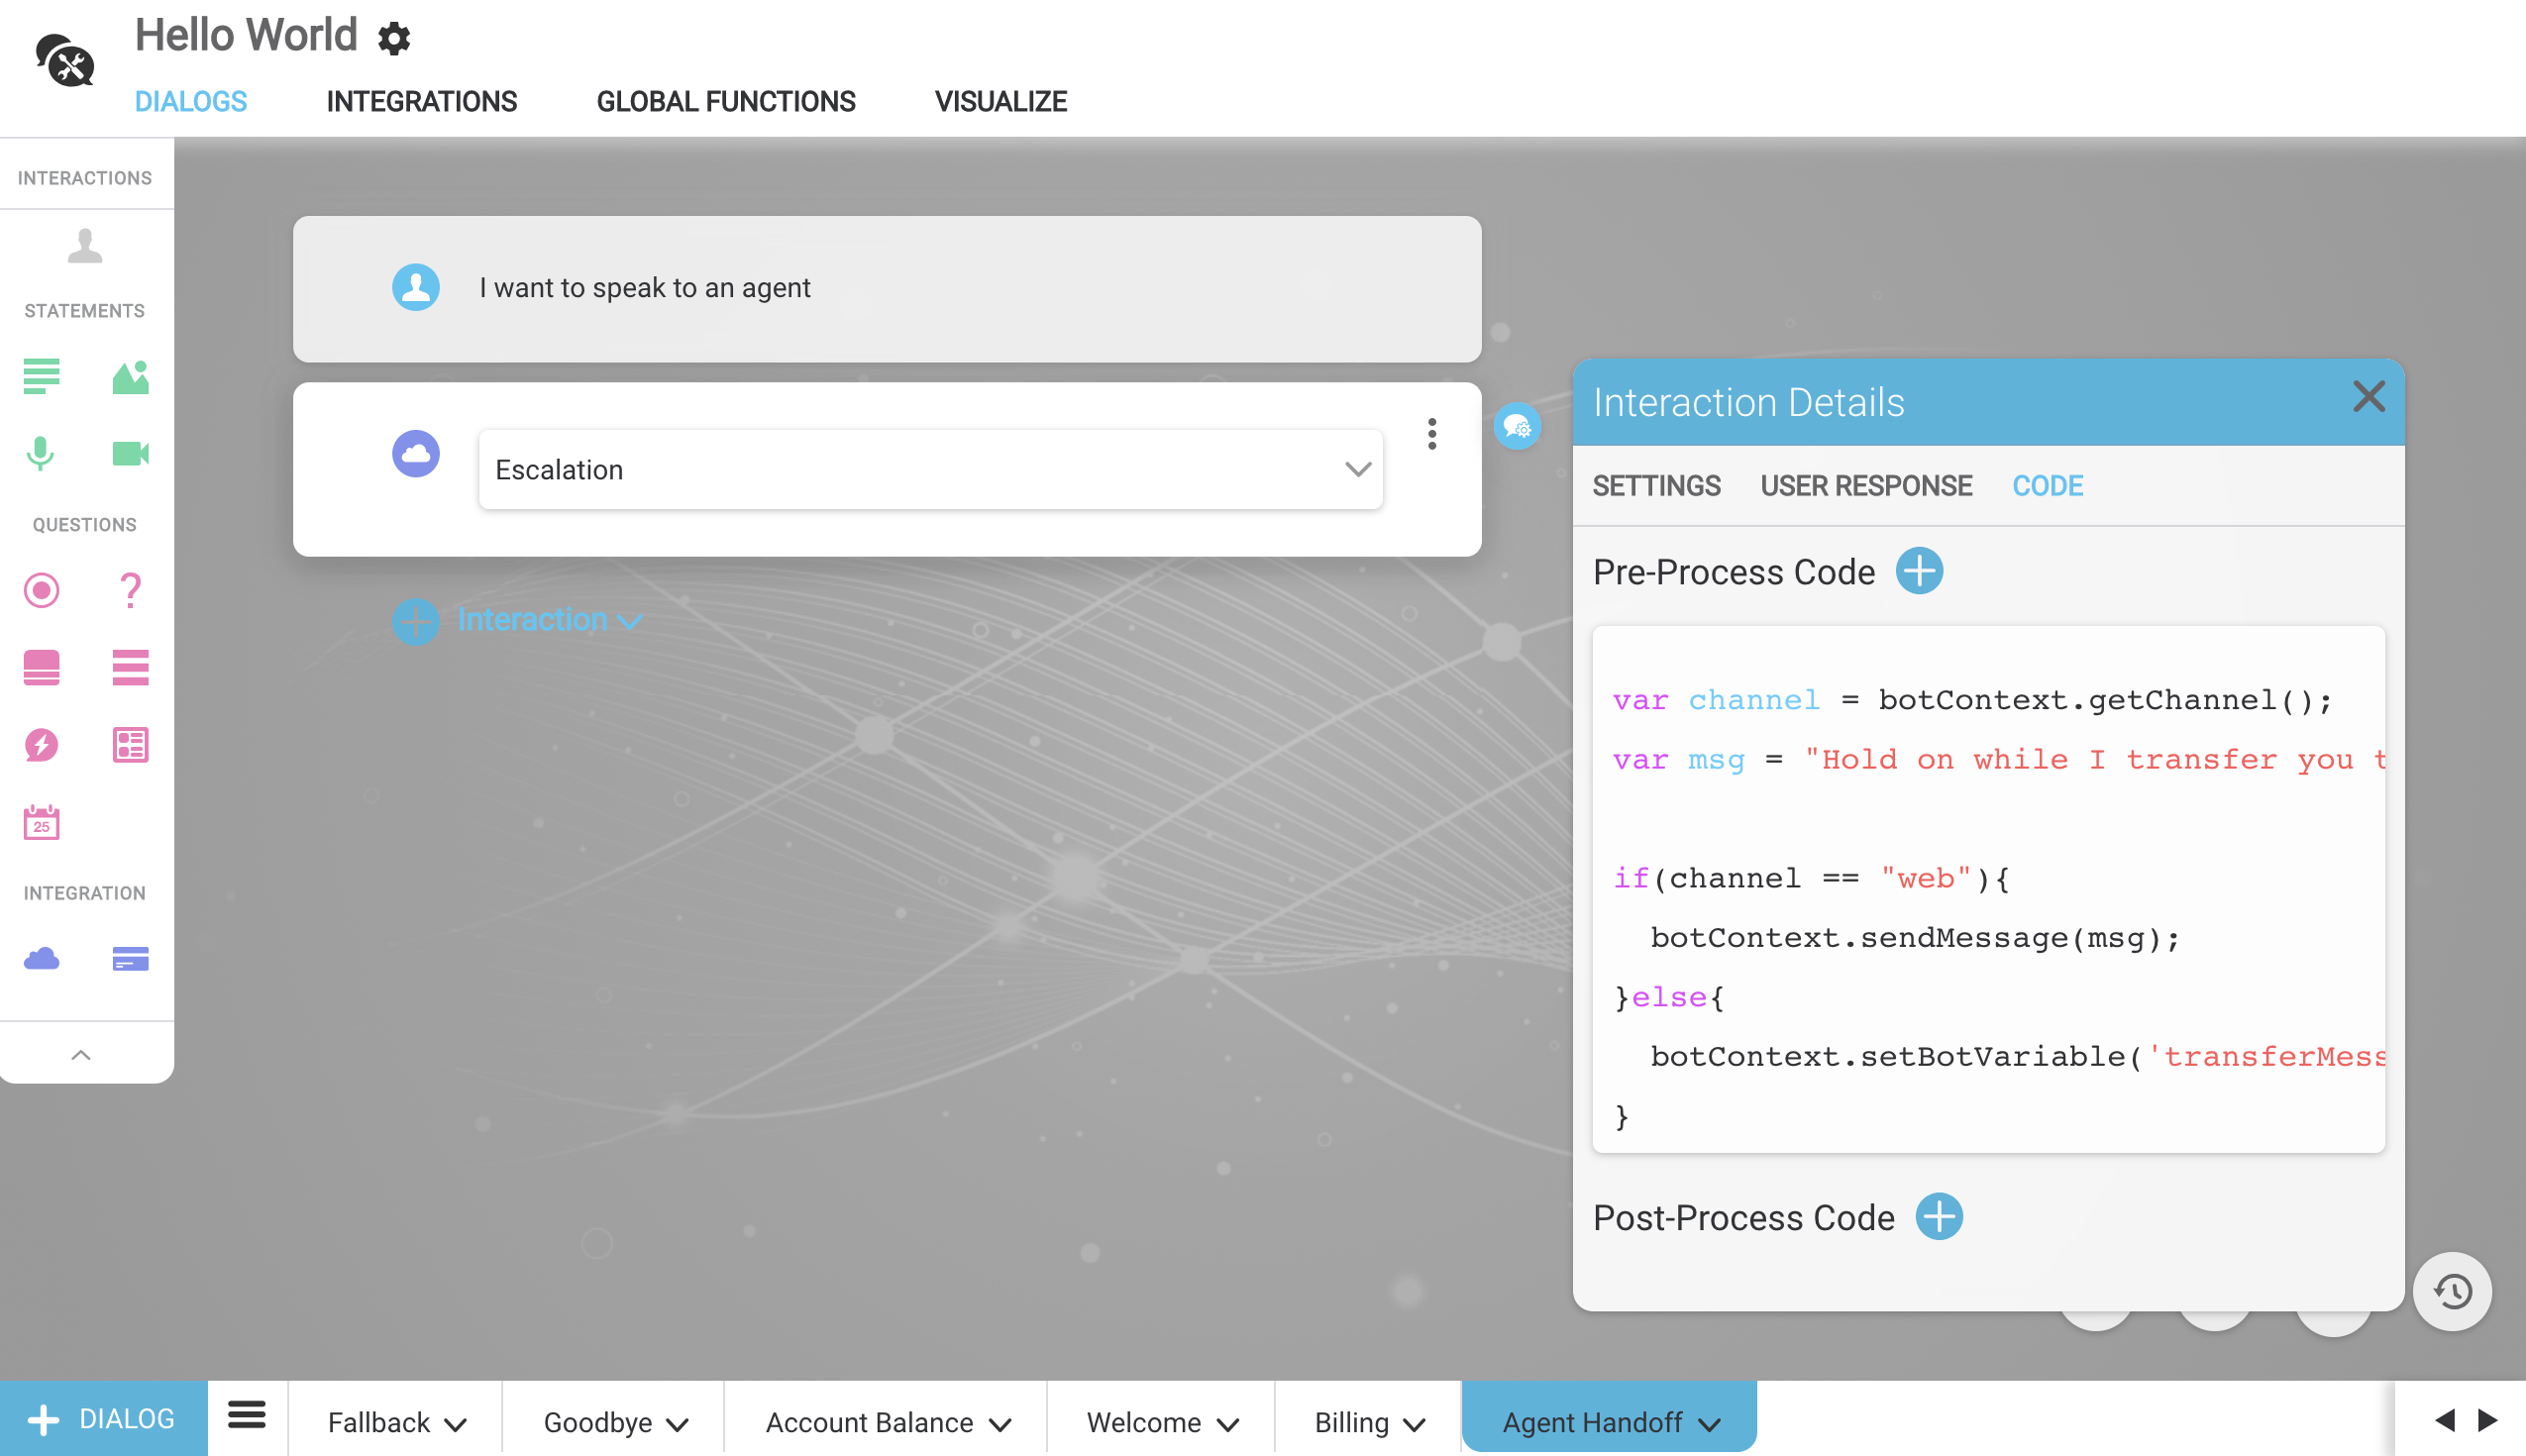 Hello World
DIALOGS INTEGRATIONS GLOBAL FUNCTIONS VISUALIZE
INTERACTIONS
STATEMENTS
QUESTIONS
25
INTEGRATION
I want to speak to an agent
Escalation
Interaction
Interaction Details
SETTINGS USER RESPONSE CODE
Pre-Process Code
var channel = botContext.getChannel();
var msg = "Hold on while I transfer you t
if(channel == "web"){
botContext.sendMessage(msg);
}else{
botContext.setBotVariable('transferMess
}
Post-Process Code
DIALOG Fallback Goodbye Account Balance Welcome Billing Agent Handoff